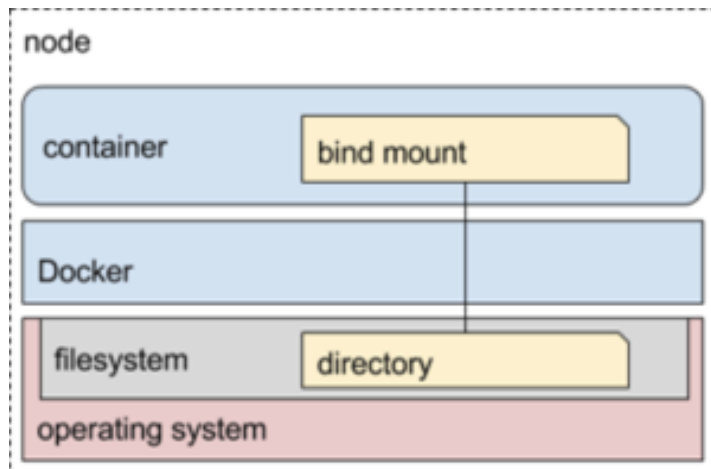 node
container
bind mount
Docker
filesystem
directory
operating system